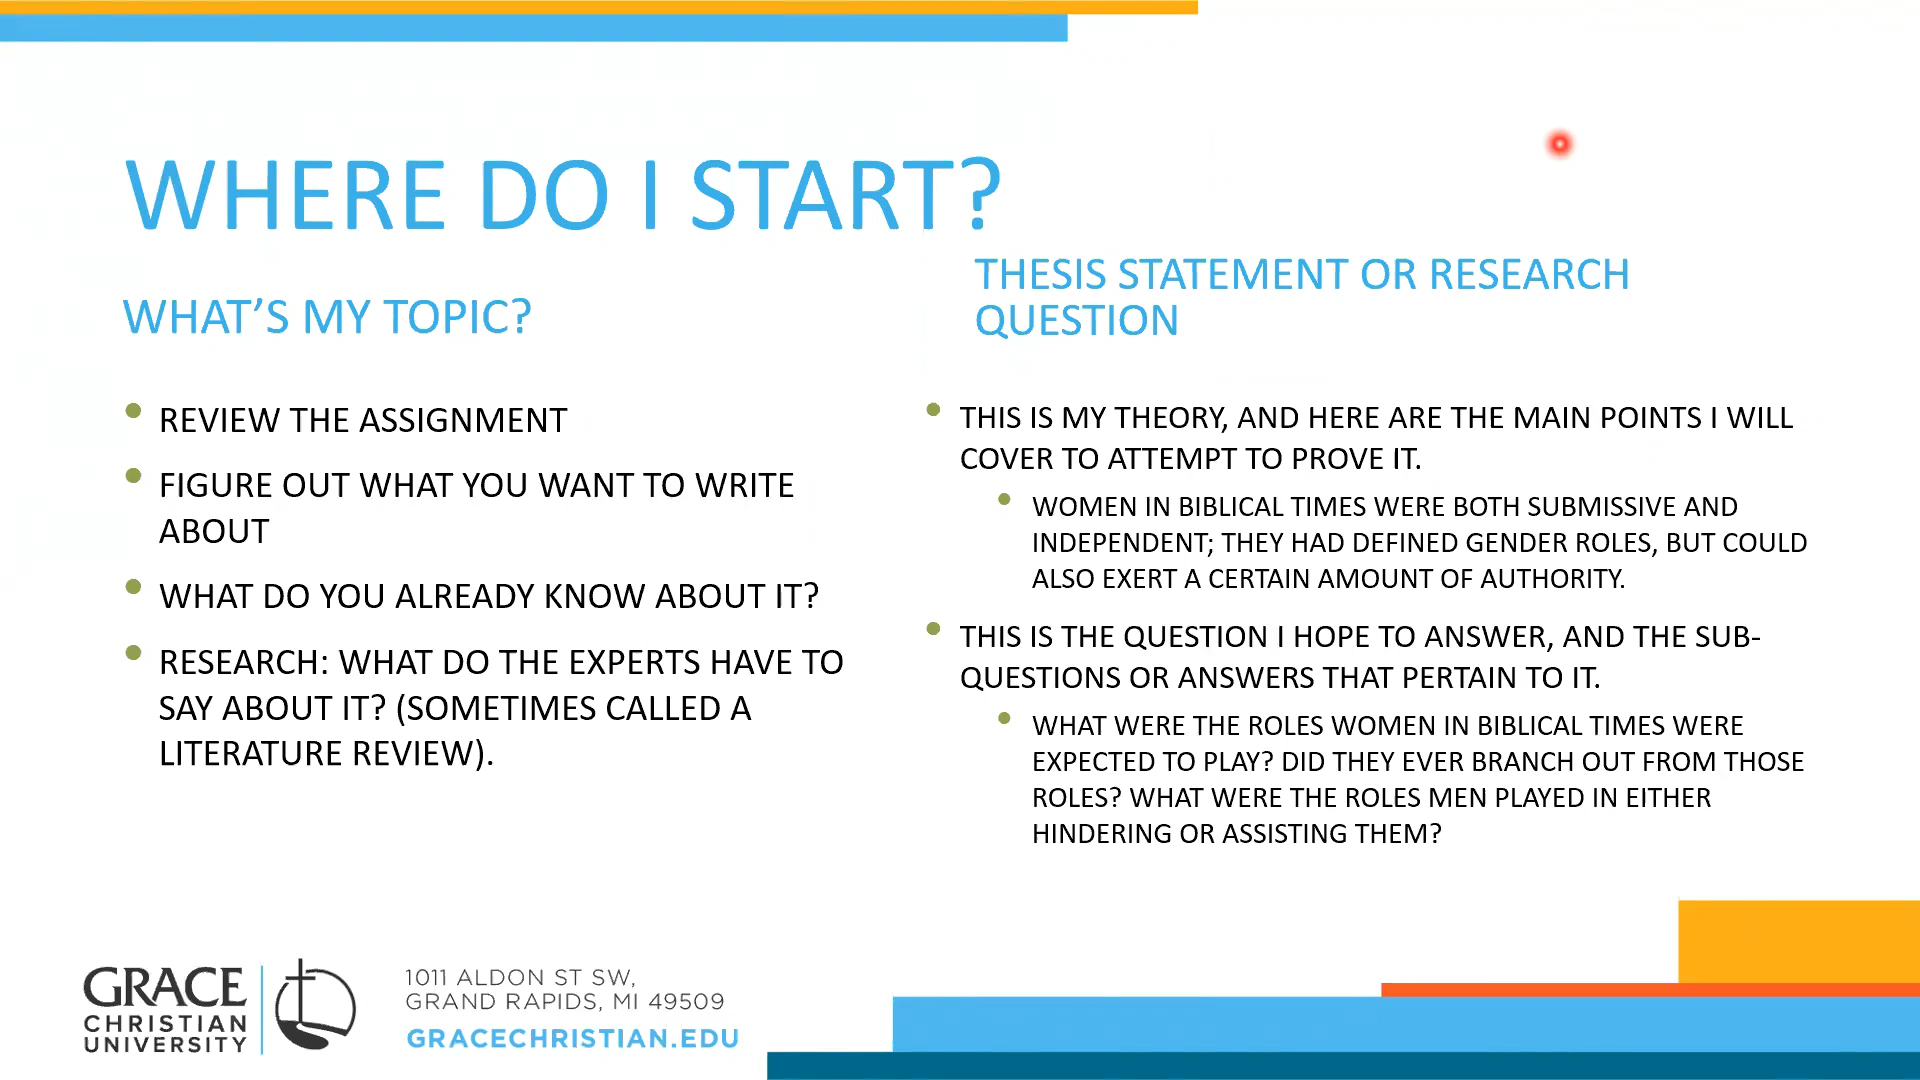 WHERE DO I START?
WHAT’S MY TOPIC?
REVIEW THE ASSIGNMENT
FIGURE OUT WHAT YOU WANT TO WRITE
ABOUT
WHAT DO YOU ALREADY KNOW ABOUT IT?
RESEARCH: WHAT DO THE EXPERTS HAVE TO
SAY ABOUT IT? (SOMETIMES CALLED A
LITERATURE REVIEW).
THESIS STATEMENT OR RESEARCH
QUESTION
THIS IS MY THEORY, AND HERE ARE THE MAIN POINTS I WILL
COVER TO ATTEMPT TO PROVE IT.
WOMEN IN BIBLICAL TIMES WERE BOTH SUBMISSIVE AND
INDEPENDENT; THEY HAD DEFINED GENDER ROLES, BUT COULD
ALSO EXERT A CERTAIN AMOUNT OF AUTHORITY.
THIS IS THE QUESTION I HOPE TO ANSWER, AND THE SUB-
QUESTIONS OR ANSWERS THAT PERTAIN TO IT.
WHAT WERE THE ROLES WOMEN IN BIBLICAL TIMES WERE
EXPECTED TO PLAY? DID THEY EVER BRANCH OUT FROM THOSE
ROLES? WHAT WERE THE ROLES MEN PLAYED IN EITHER
HINDERING OR ASSISTING THEM?
GRACE
CHRISTIAN
UNIVERSITY
1011 ALDON ST SW,
GRAND RAPIDS, MI 49509
GRACECHRISTIAN.EDU